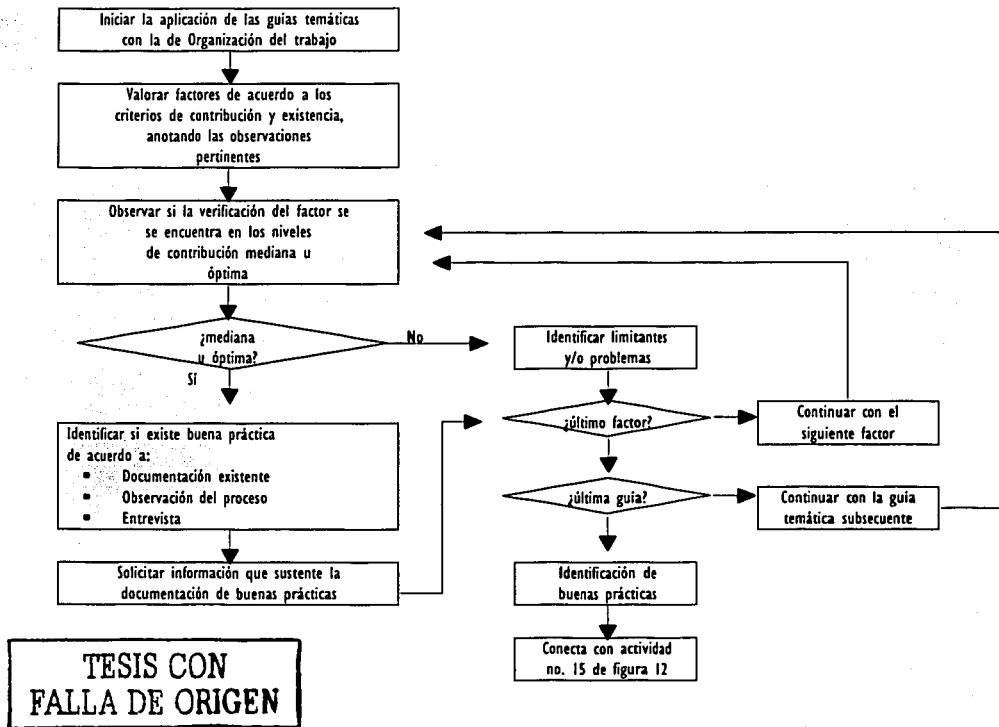 Iniciar la aplicación de las guías temáticas
con la de Organización del trabajo
Valorar factores de acuerdo a los
criterios de contribución y existencia,
anotando las observaciones
pertinentes
Observar si la verificación del factor se
se encuentra en los niveles
de contribución mediana u
óptima
¿mediana
u óptima?
No
Sí
Identificar si existe buena práctica
de acuerdo a:
▪ Documentación existente
▪ Observación del proceso
▪ Entrevista
Solicitar información que sustente la
documentación de buenas prácticas
Identificar limitantes
y/o problemas
¿último factor?
Continuar con el
siguiente factor
¿última guía?
Continuar con la guía
temática subsecuente
Identificación de
buenas prácticas
Conecta con actividad
no. 15 de figura 12
TESIS CON
FALLA DE ORIGEN